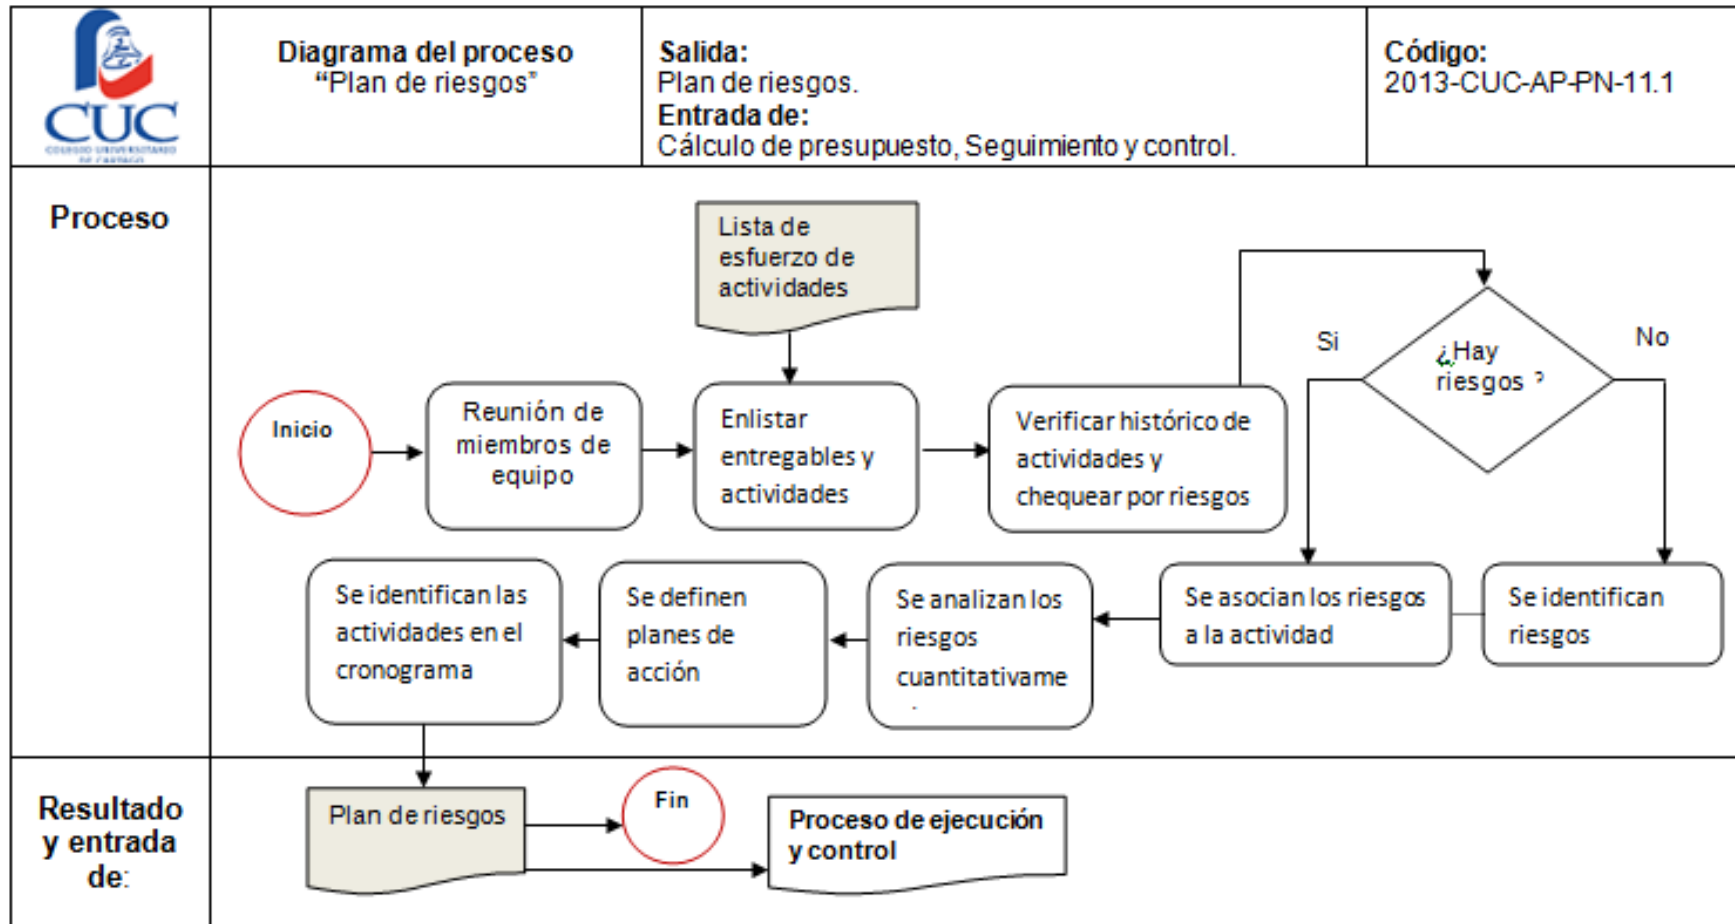 CUC
COLEGIO UNIVERSITARIO
DE CARTAGO
Diagrama del proceso
“Plan de riesgos”
Salida:
Plan de riesgos.
Entrada de:
Cálculo de presupuesto, Seguimiento y control.
Código:
2013-CUC-AP-PN-11.1
Proceso
Lista de
esfuerzo de
actividades
Si
¿Hay
riesgos ?
No
Inicio
Reunión de
miembros de
equipo
Enlistar
entregables y
actividades
Verificar histórico de
actividades y
chequear por riesgos
Se identifican las
actividades en el
cronograma
Se definen
planes de
acción
Se analizan los
riesgos
cuantitativame
Se asocian los riesgos
a la actividad
Se identifican
riesgos
Resultado
y entrada
de:
Plan de riesgos
Fin
Proceso de ejecución
y control